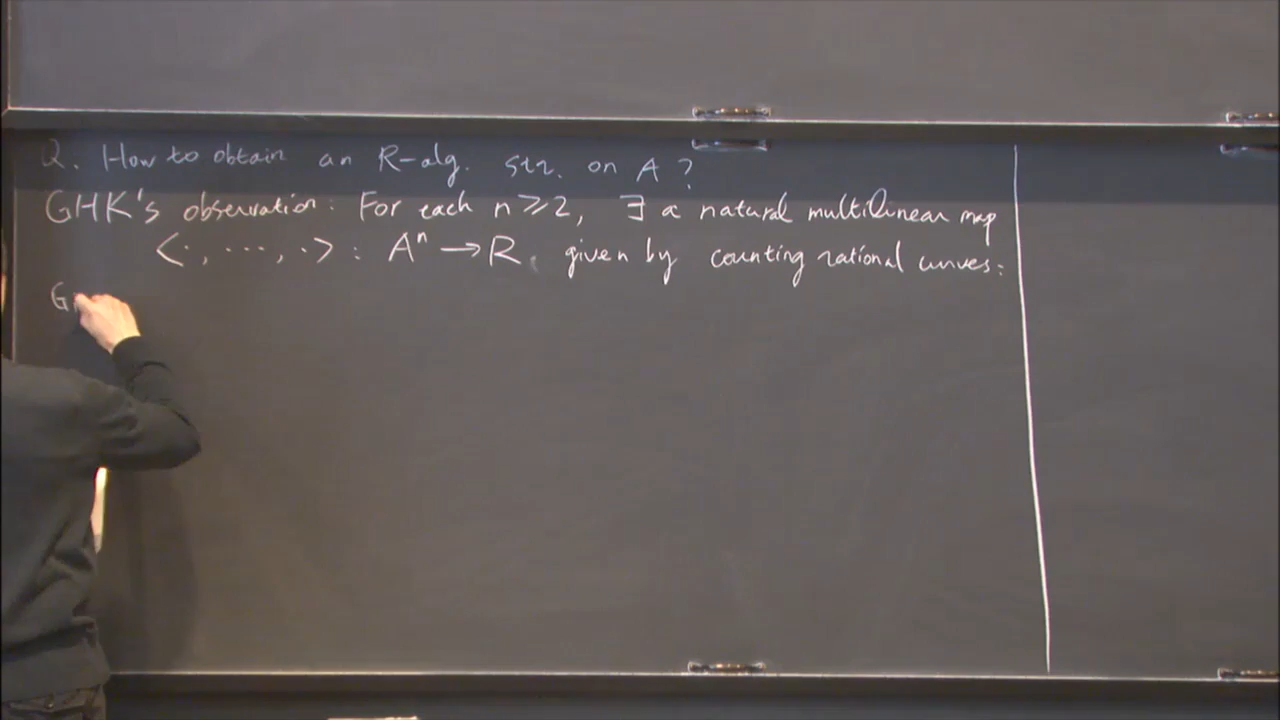 Q. How to obtain an R-alg. str. on A?
GHK's observation: For each n ≥ 2, ∃ a natural multilinear map
<·, ⋯, ·> : Aⁿ → R, given by counting rational curves:
G